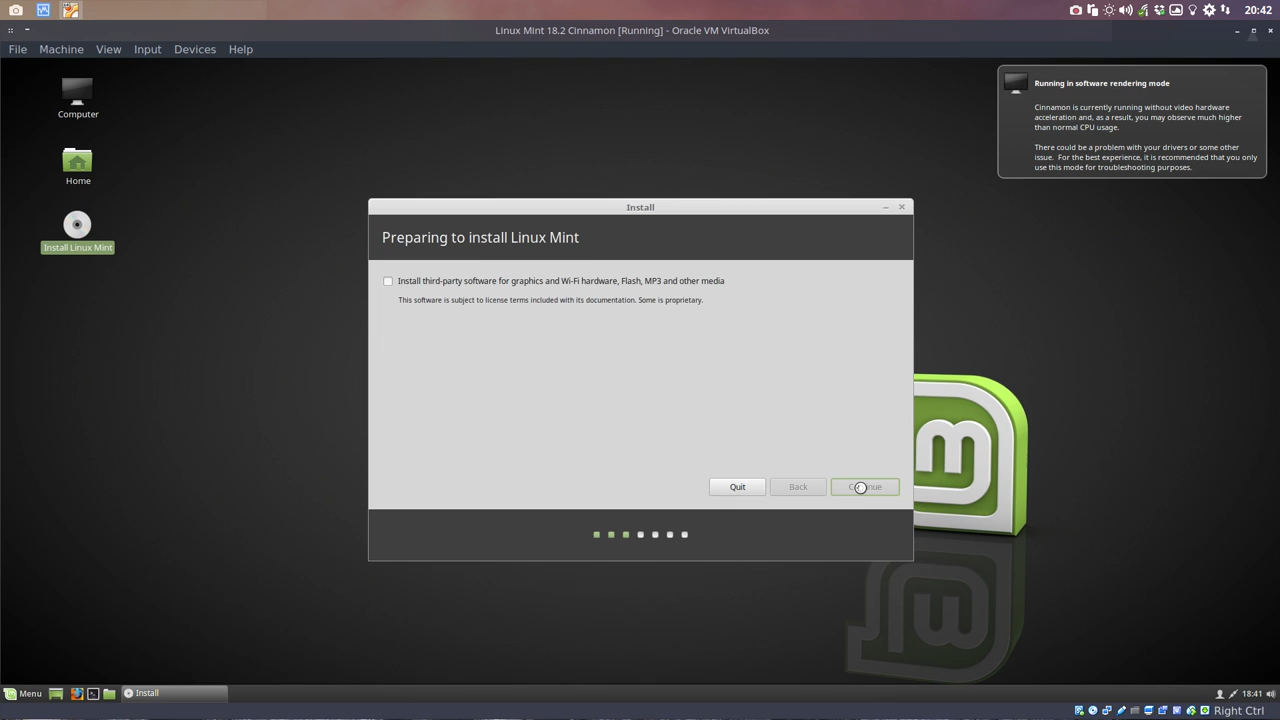 20:42
Linux Mint 18.2 Cinnamon [Running] - Oracle VM VirtualBox
File Machine View Input Devices Help
Computer
Home
Install Linux Mint
Running in software rendering mode
Cinnamon is currently running without video hardware
acceleration and, as a result, you may observe much higher
than normal CPU usage.
There could be a problem with your drivers or some other
issue.  For the best experience, it is recommended that you only
use this mode for troubleshooting purposes.
Install
Preparing to install Linux Mint
Install third-party software for graphics and Wi-Fi hardware, Flash, MP3 and other media
This software is subject to license terms included with its documentation. Some is proprietary.
Quit Back
Menu Install 18:41
Right Ctrl